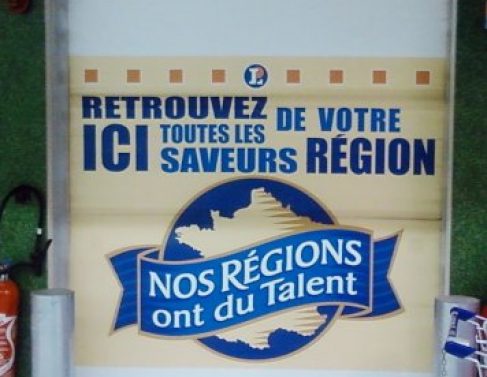 L
RETROUVEZ DE VOTRE
ICI TOUTES LES
SAVEURS RÉGION
NOS RÉGIONS
ont du Talent